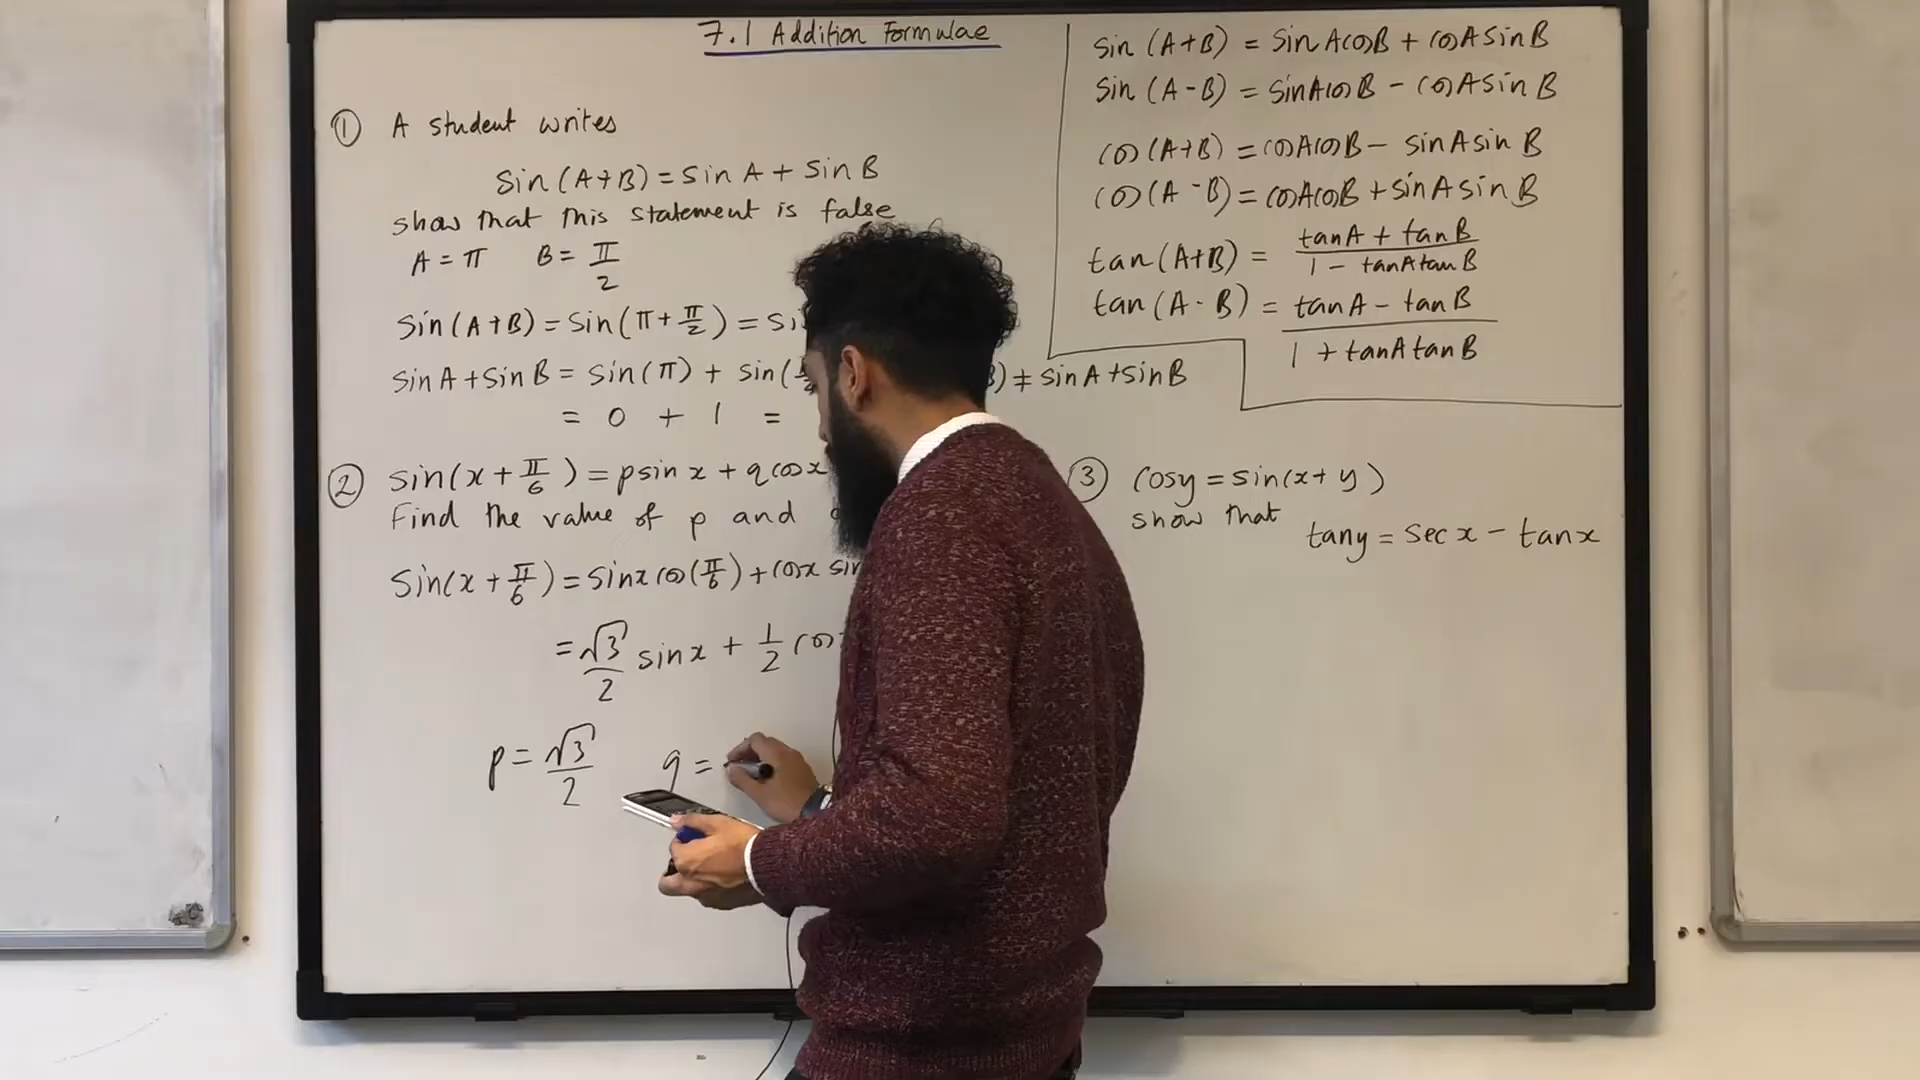 7.1 Addition Formulae
① A student writes
sin (A+B) = sin A + sin B
show that this statement is false
A = π B = π/2
sin (A+B) = sin (π + π/2) =
sin A + sin B = sin (π) + sin (
= 0 + 1 =
) ≠ sin A + sin B
② sin(x + π/6) = p sin x + q cos x
Find the value of p and
sin(x + π/6) = sin x cos (π/6) + cos x
= √3/2 sin x + 1/2 cos
p = √3/2 q =
sin (A+B) = sin A cos B + cos A sin B
sin (A-B) = sin A cos B - cos A sin B
cos (A+B) = cos A cos B - sin A sin B
cos (A-B) = cos A cos B + sin A sin B
tan (A+B) = tan A + tan B / 1 - tan A tan B
tan (A-B) = tan A - tan B / 1 + tan A tan B
③ cos y = sin(x + y)
show that
tan y = sec x - tan x